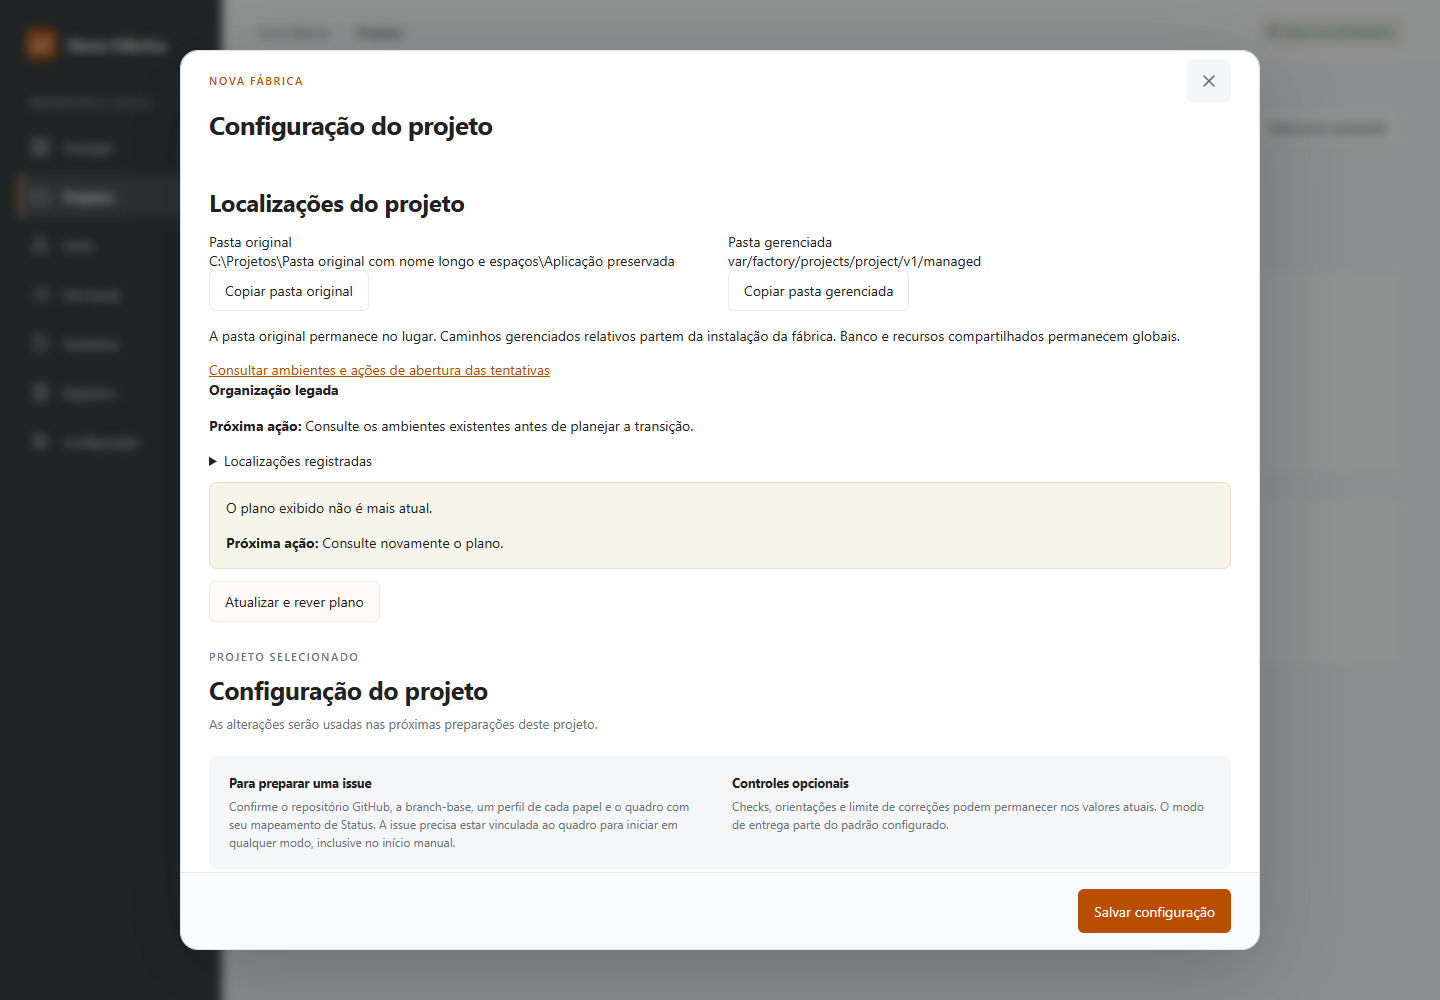 NOVA FÁBRICA
Configuração do projeto
Localizações do projeto
Pasta original
C:\Projetos\Pasta original com nome longo e espaços\Aplicação preservada
Copiar pasta original
Pasta gerenciada
var/factory/projects/project/v1/managed
Copiar pasta gerenciada
A pasta original permanece no lugar. Caminhos gerenciados relativos partem da instalação da fábrica. Banco e recursos compartilhados permanecem globais.
Consultar ambientes e ações de abertura das tentativas
Organização legada
Próxima ação: Consulte os ambientes existentes antes de planejar a transição.
Localizações registradas
O plano exibido não é mais atual.
Próxima ação: Consulte novamente o plano.
Atualizar e rever plano
PROJETO SELECIONADO
Configuração do projeto
As alterações serão usadas nas próximas preparações deste projeto.
Para preparar uma issue
Confirme o repositório GitHub, a branch-base, um perfil de cada papel e o quadro com
seu mapeamento de Status. A issue precisa estar vinculada ao quadro para iniciar em
qualquer modo, inclusive no início manual.
Controles opcionais
Checks, orientações e limite de correções podem permanecer nos valores atuais. O modo
de entrega parte do padrão configurado.
Salvar configuração